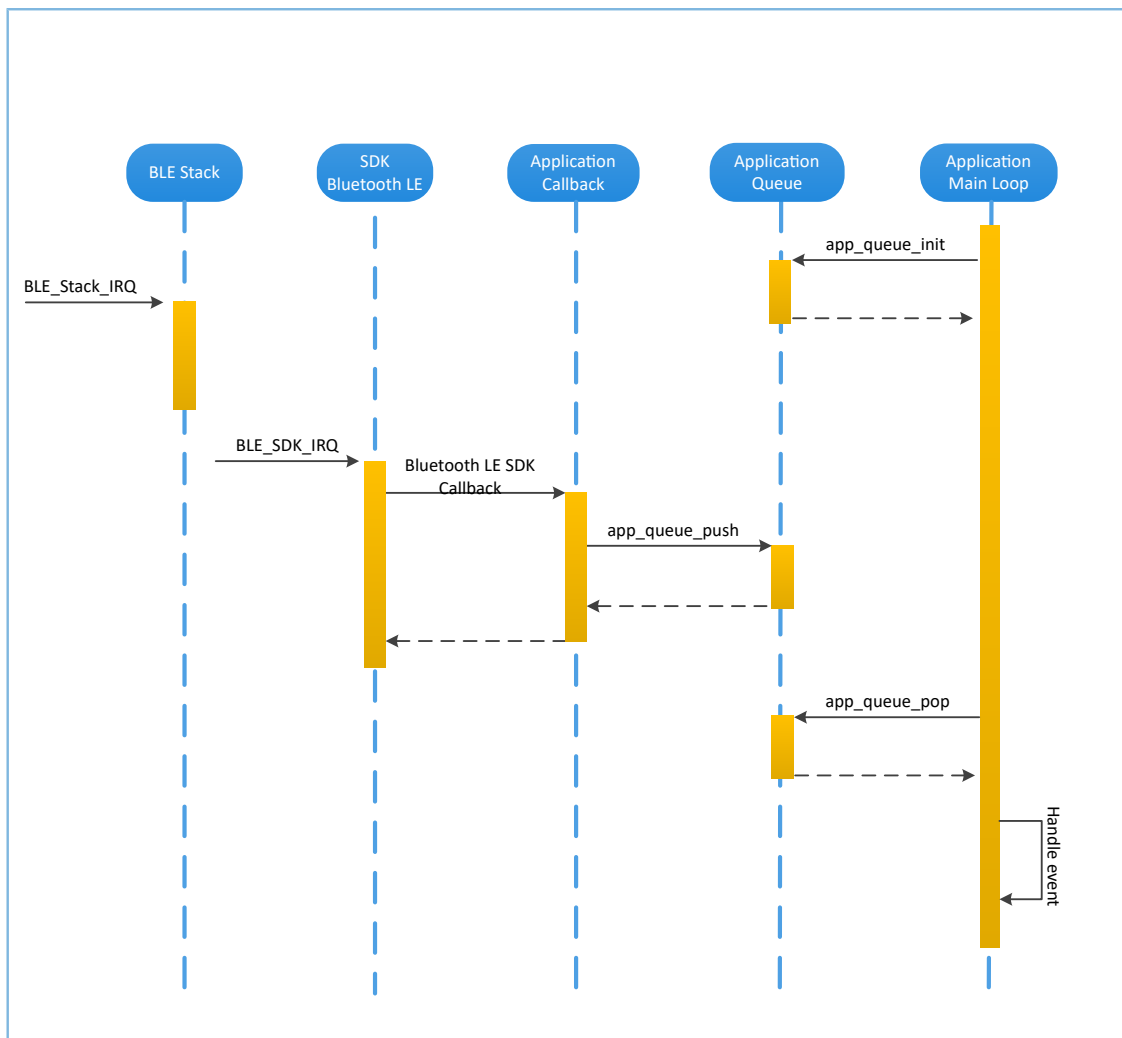 BLE Stack
SDK
Bluetooth LE
Application
Callback
Application
Queue
Application
Main Loop
app_queue_init
BLE_Stack_IRQ
BLE_SDK_IRQ
Bluetooth LE SDK
Callback
app_queue_push
app_queue_pop
Handle event